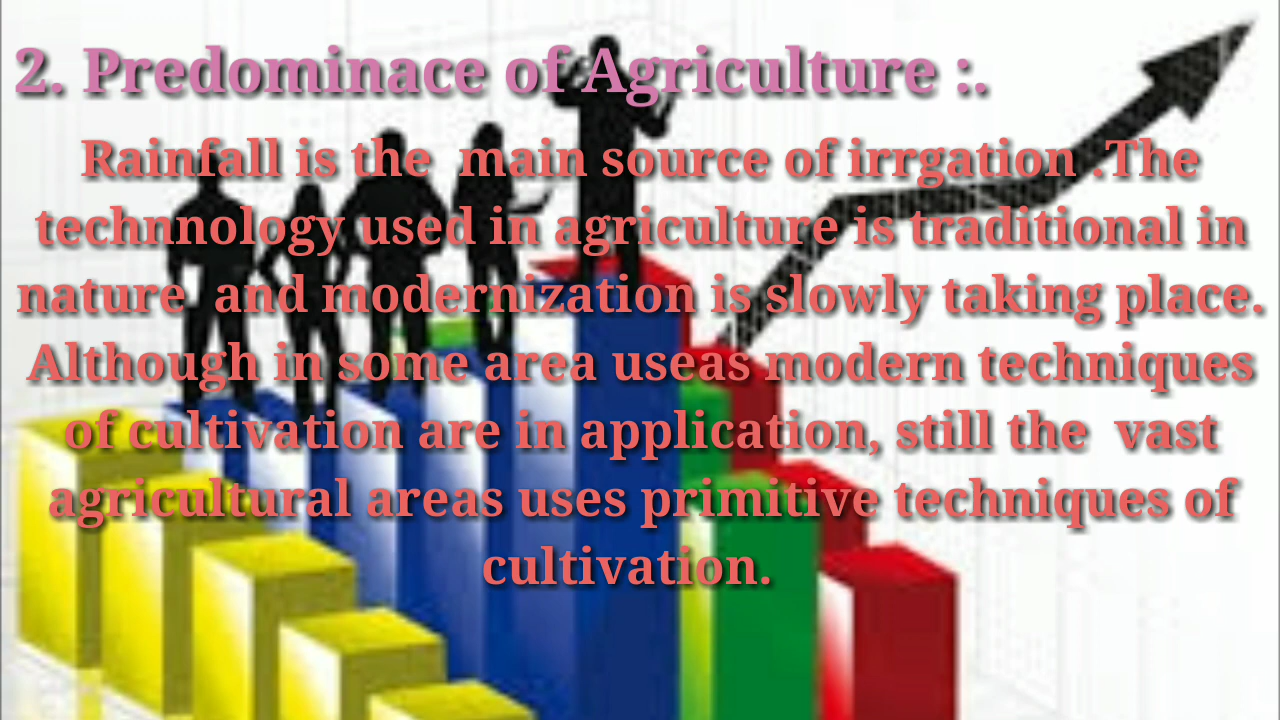 2. Predominace of Agriculture :.
Rainfall is the main source of irrgation .The
technnology used in agriculture is traditional in
nature and modernization is slowly taking place.
Although in some area useas modern techniques
of cultivation are in application, still the vast
agricultural areas uses primitive techniques of
cultivation.